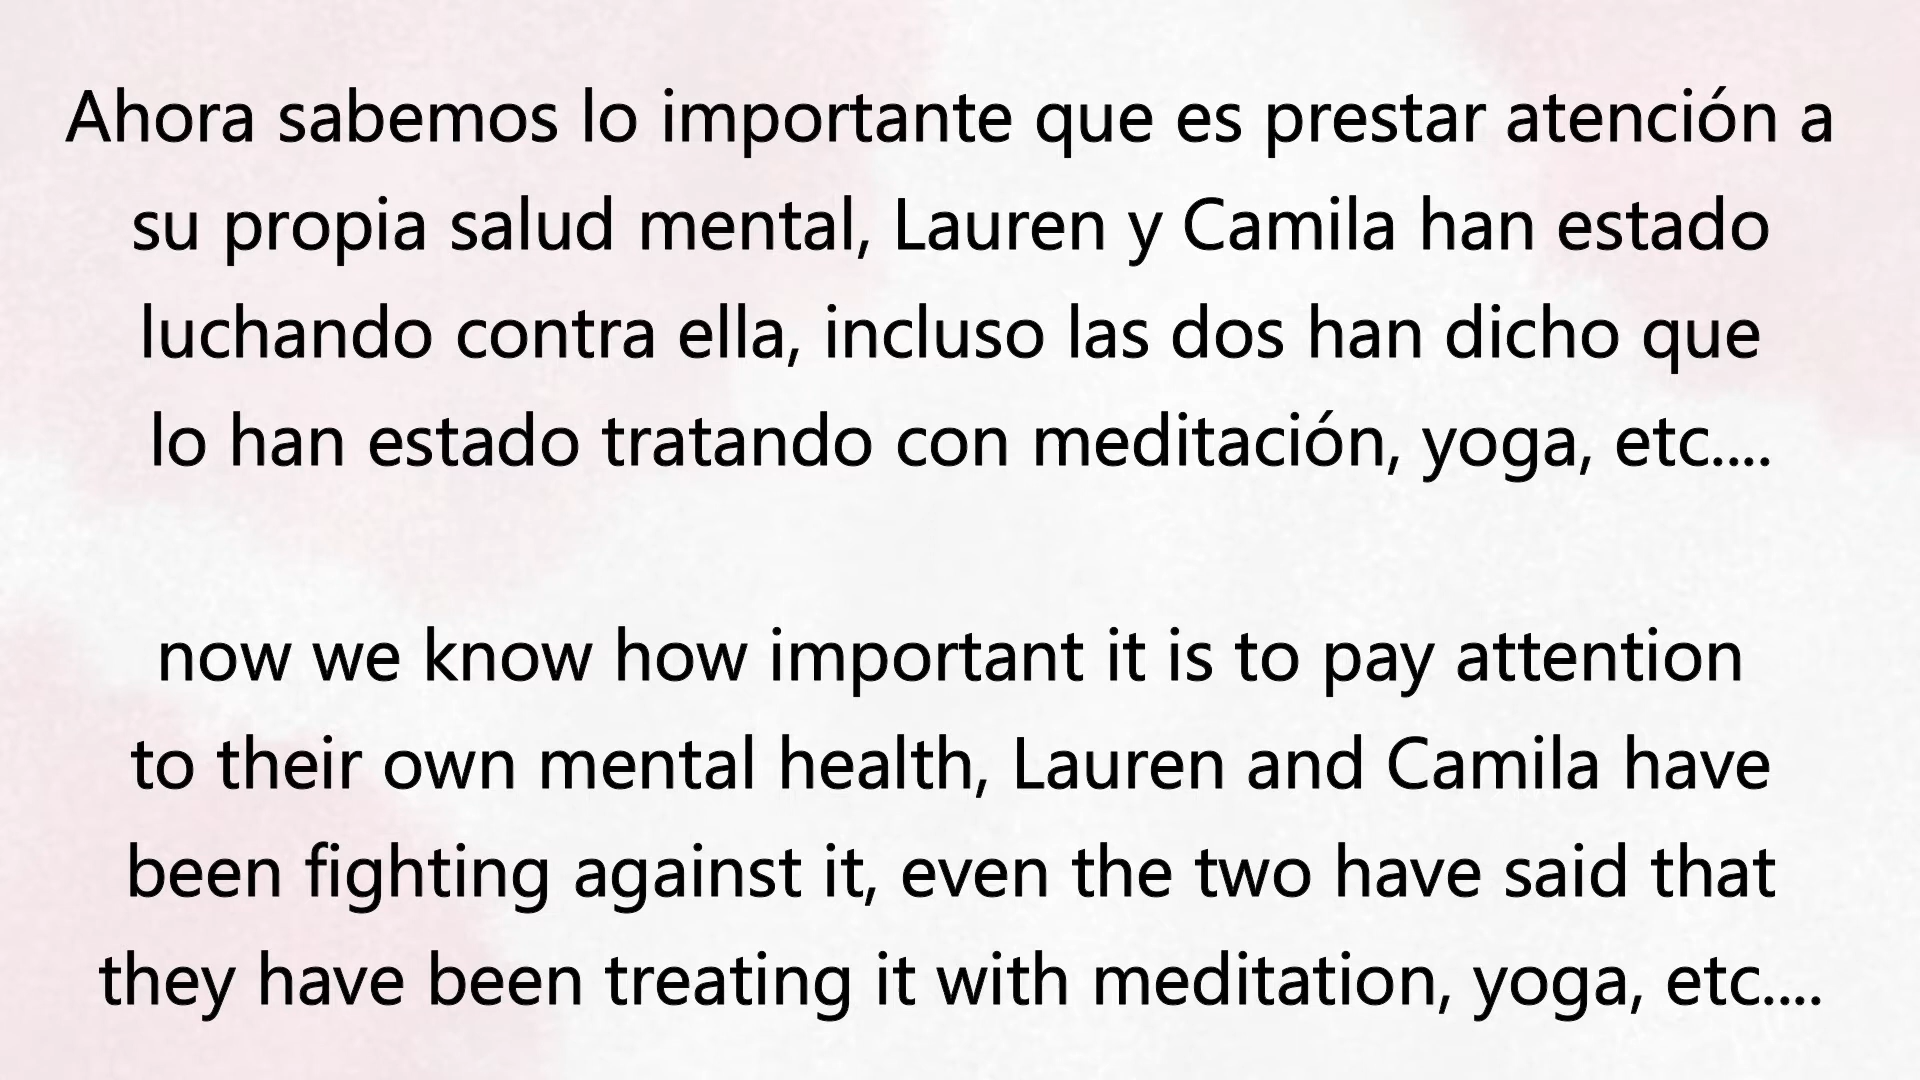 Ahora sabemos lo importante que es prestar atención a
su propia salud mental, Lauren y Camila han estado
luchando contra ella, incluso las dos han dicho que
lo han estado tratando con meditación, yoga, etc....
now we know how important it is to pay attention
to their own mental health, Lauren and Camila have
been fighting against it, even the two have said that
they have been treating it with meditation, yoga, etc....